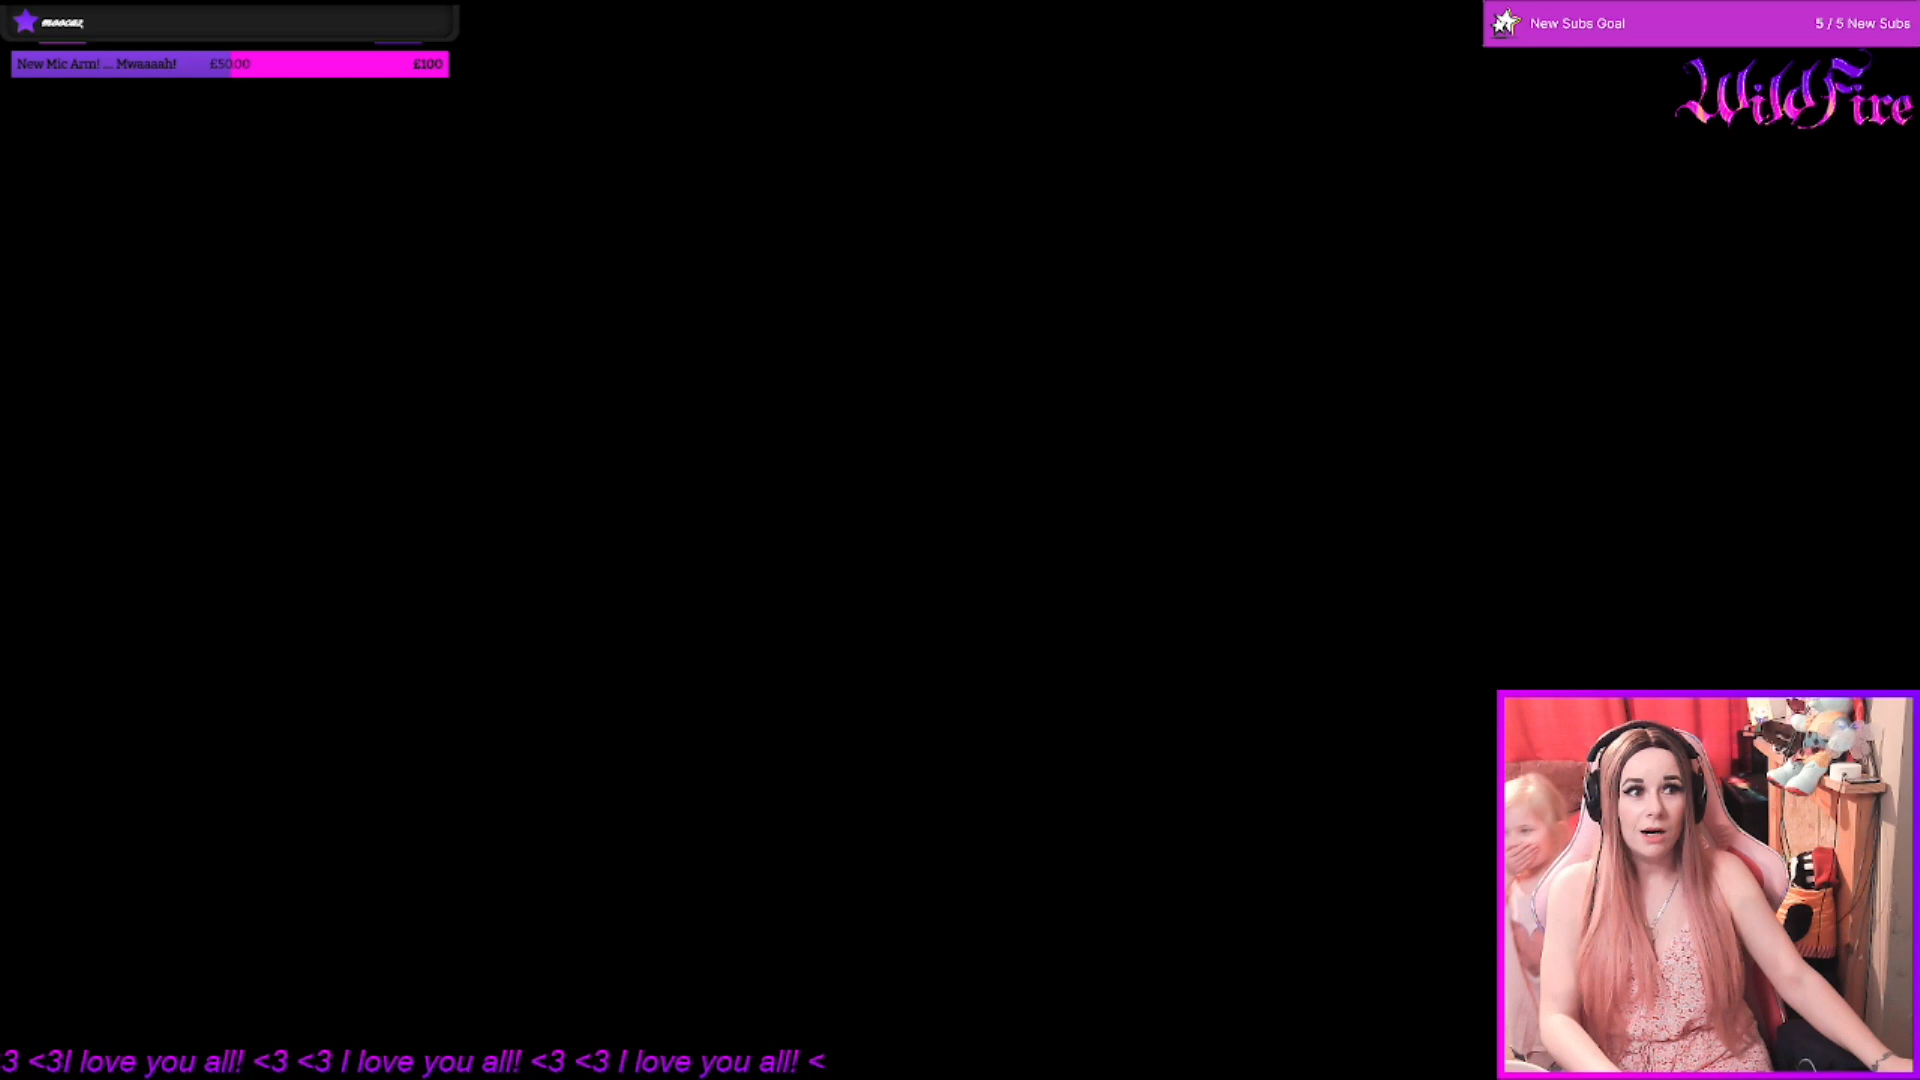 moocaz
New Subs Goal 5 / 5 New Subs
New Mic Arm! ... Mwaaaah! £50.00 £100
WildFire
3 <3I love you all! <3 <3 I love you all! <3 <3 I love you all! <